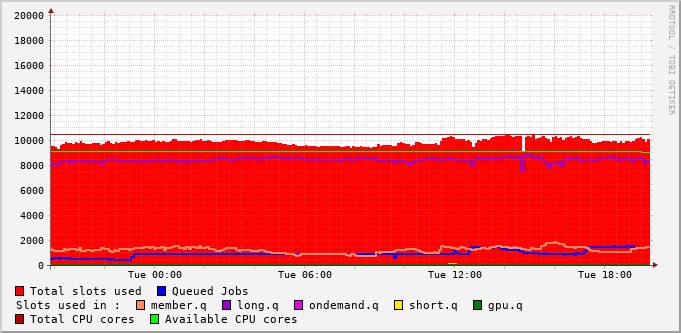 RRDTOOL / TOBI OETIKER
20000
18000
16000
14000
12000
10000
8000
6000
4000
2000
0
Tue 00:00 Tue 06:00 Tue 12:00 Tue 18:00
Total slots used Queued Jobs
Slots used in : member.q long.q ondemand.q short.q gpu.q
Total CPU cores Available CPU cores